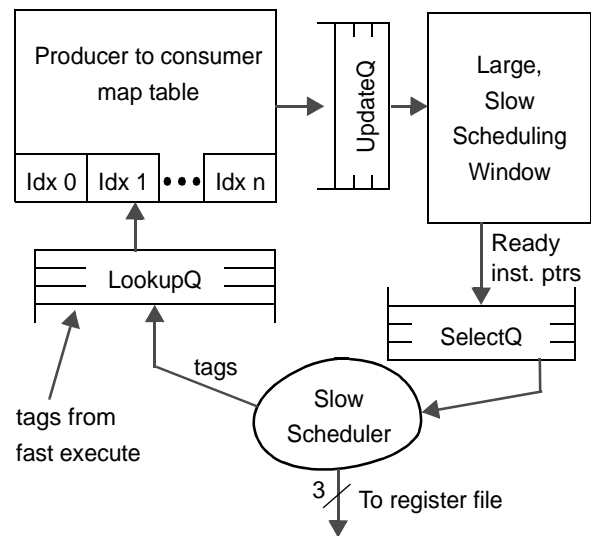 Producer to consumer
map table
Idx 0
Idx 1
•••
Idx n
UpdateQ
Large,
Slow
Scheduling
Window
LookupQ
Ready
inst. ptrs
SelectQ
tags
tags from
fast execute
Slow
Scheduler
3
To register file